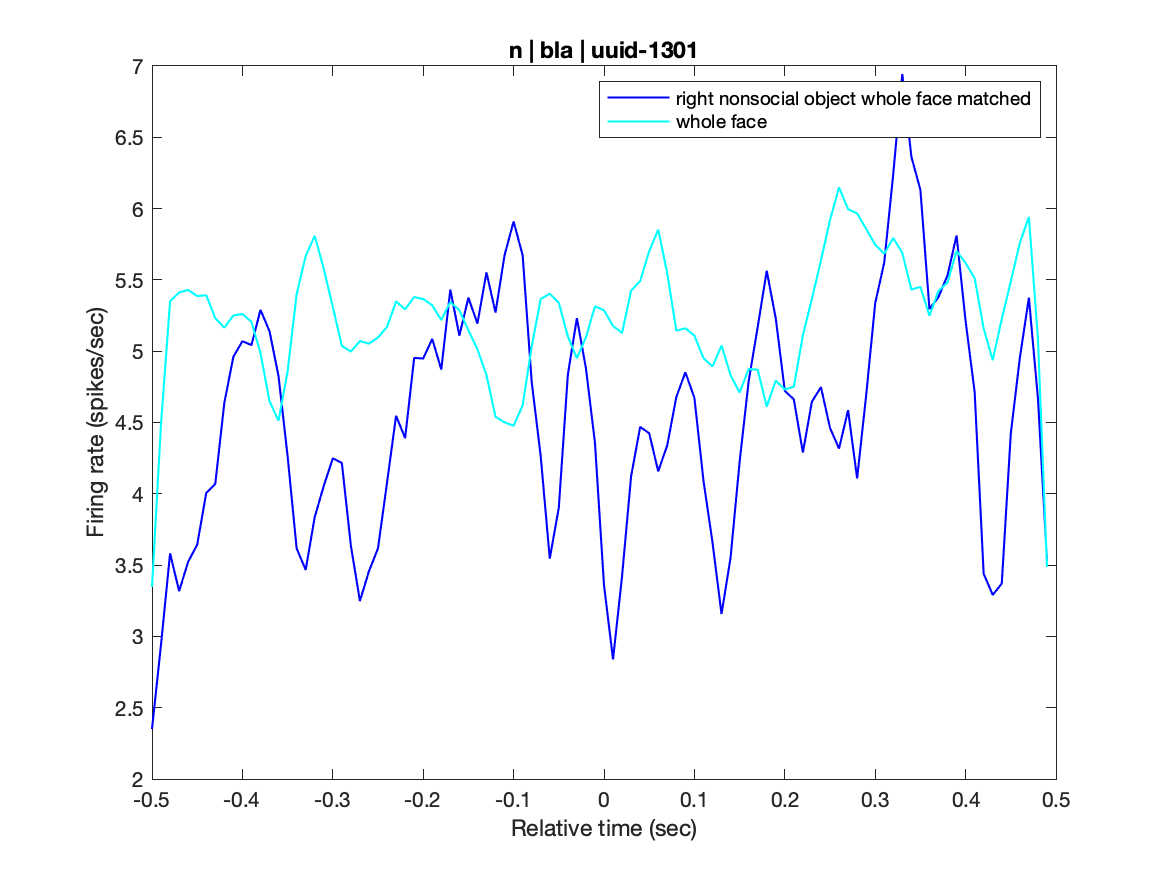 n | bla | uuid-1301
right nonsocial object whole face matched
whole face
7
6.5
6
5.5
5
4.5
4
3.5
3
2.5
2
Firing rate (spikes/sec)
-0.5 -0.4 -0.3 -0.2 -0.1 0 0.1 0.2 0.3 0.4 0.5
Relative time (sec)